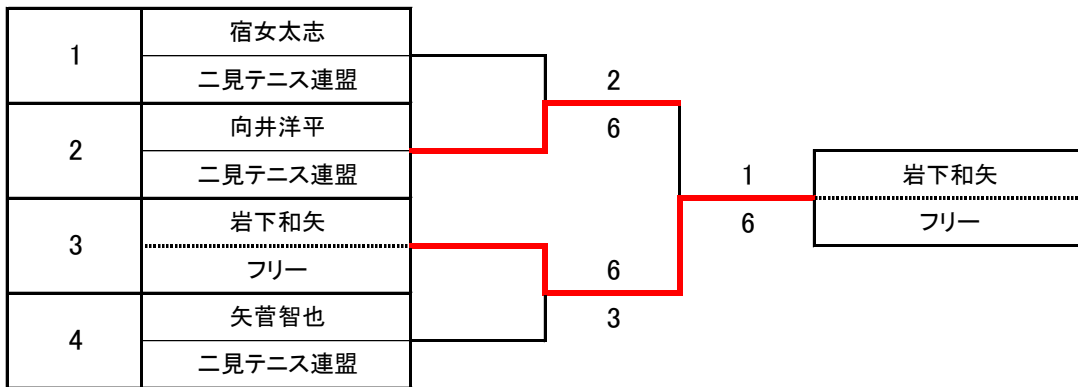 1
宿女太志
二見テニス連盟
2
向井洋平
二見テニス連盟
3
岩下和矢
フリー
4
矢菅智也
二見テニス連盟
2
6
6
3
1
6
岩下和矢
フリー